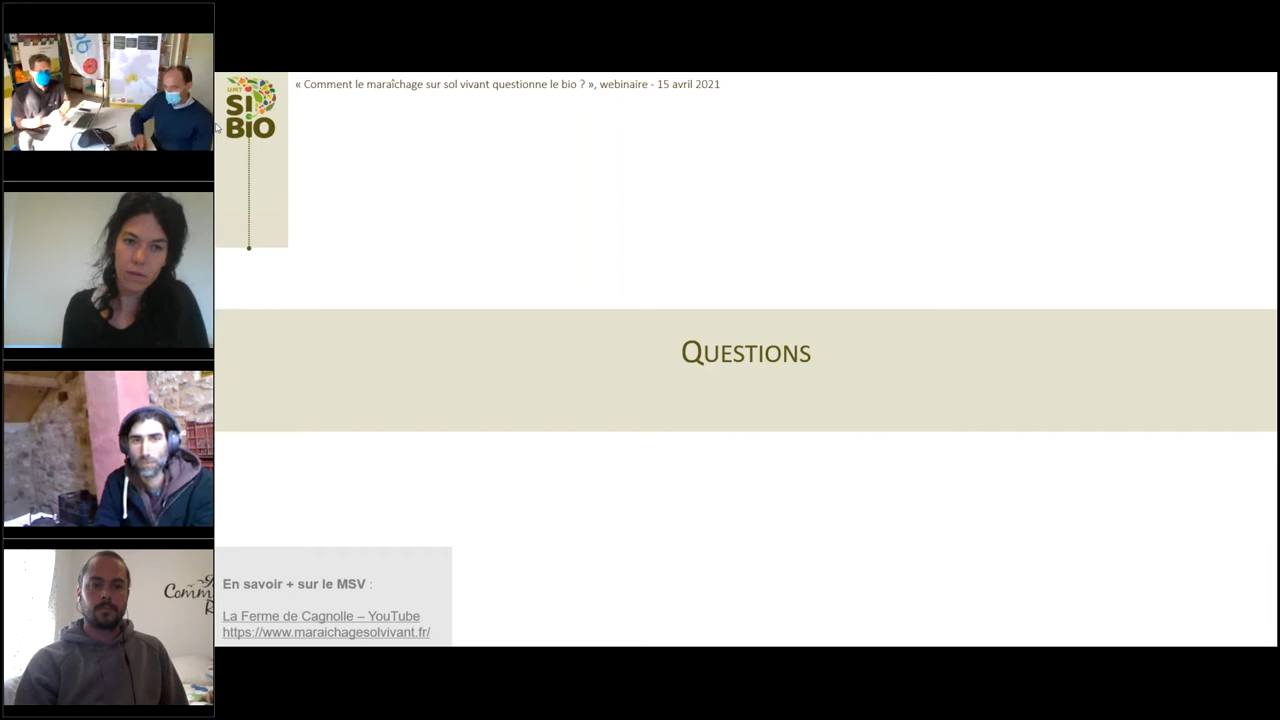 « Comment le maraîchage sur sol vivant questionne le bio ? », webinaire - 15 avril 2021
UMT
SI
BIO
QUESTIONS
En savoir + sur le MSV :
La Ferme de Cagnolle – YouTube
https://www.maraichagesolvivant.fr/